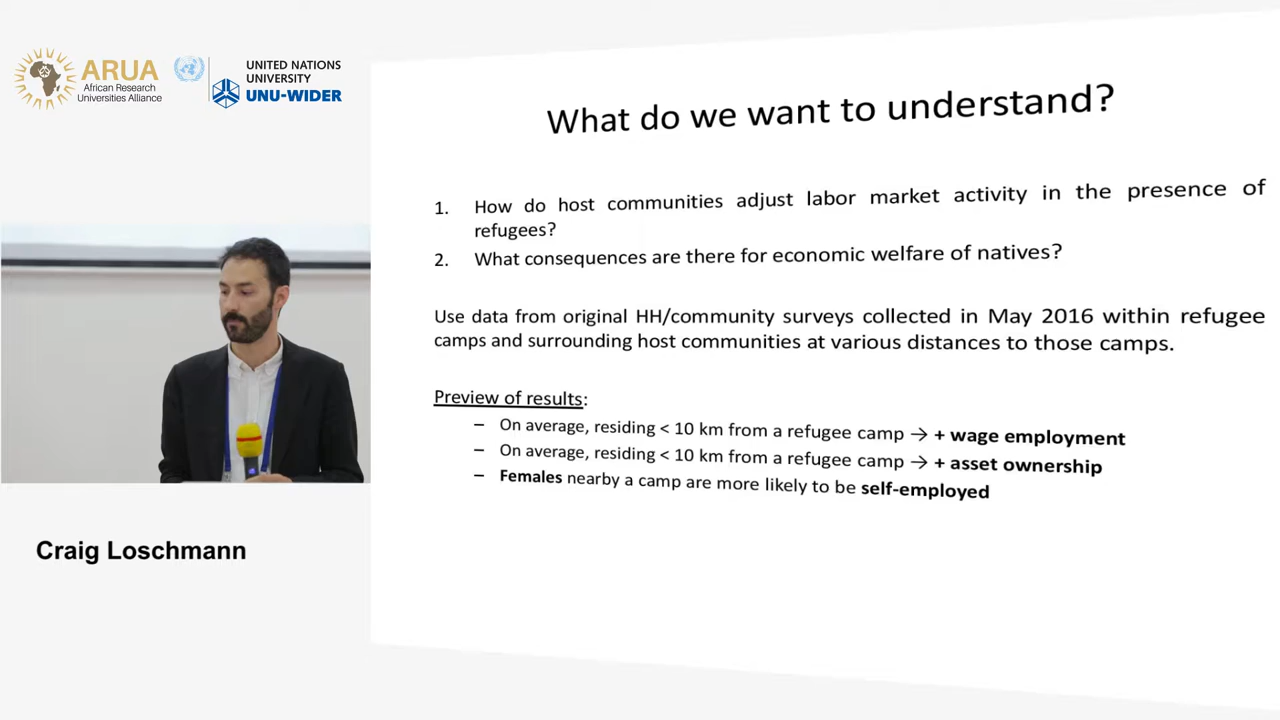 ARUA
African Research
Universities Alliance
UNITED NATIONS
UNIVERSITY
UNU-WIDER
What do we want to understand?
1. How do host communities adjust labor market activity in the presence of
refugees?
2. What consequences are there for economic welfare of natives?
Use data from original HH/community surveys collected in May 2016 within refugee
camps and surrounding host communities at various distances to those camps.
Preview of results:
– On average, residing < 10 km from a refugee camp → + wage employment
– On average, residing < 10 km from a refugee camp → + asset ownership
– Females nearby a camp are more likely to be self-employed
Craig Loschmann